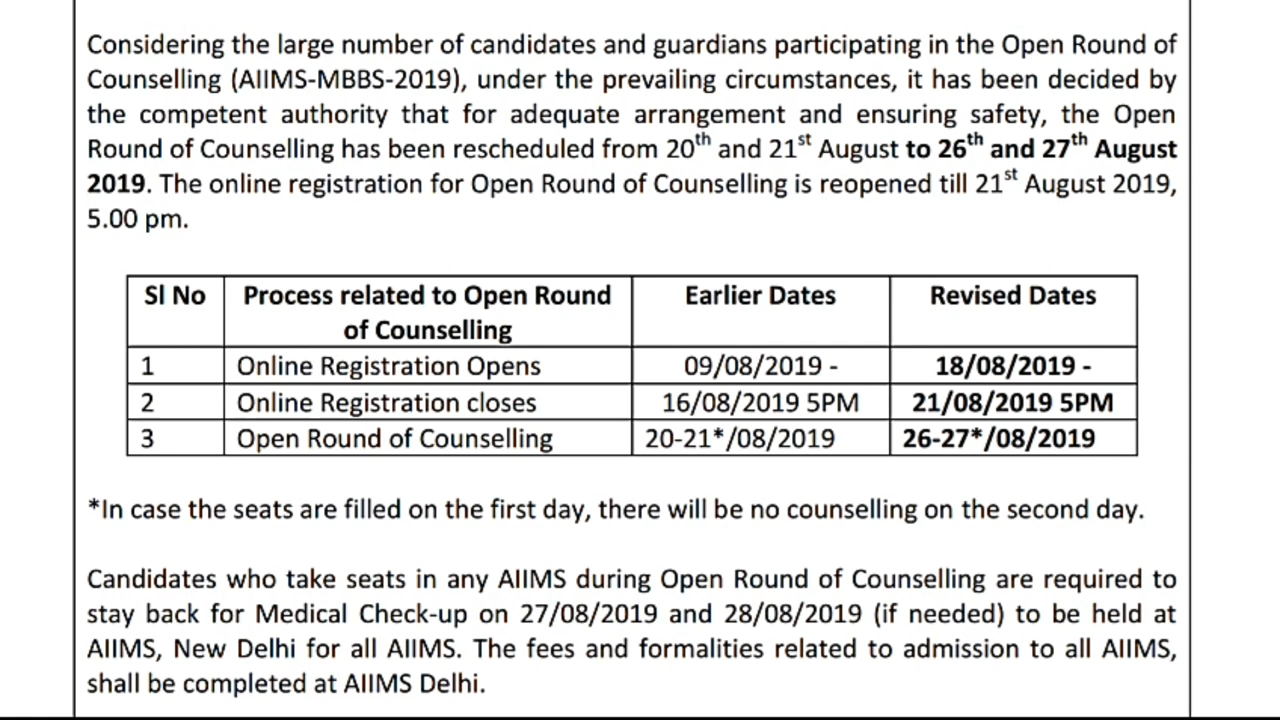 Considering the large number of candidates and guardians participating in the Open Round of
Counselling (AIIMS-MBBS-2019), under the prevailing circumstances, it has been decided by
the competent authority that for adequate arrangement and ensuring safety, the Open
Round of Counselling has been rescheduled from 20th and 21st August to 26th and 27th August
2019. The online registration for Open Round of Counselling is reopened till 21st August 2019,
5.00 pm.
Sl No Process related to Open Round Earlier Dates Revised Dates
of Counselling
1 Online Registration Opens 09/08/2019 - 18/08/2019 -
2 Online Registration closes 16/08/2019 5PM 21/08/2019 5PM
3 Open Round of Counselling 20-21*/08/2019 26-27*/08/2019
*In case the seats are filled on the first day, there will be no counselling on the second day.
Candidates who take seats in any AIIMS during Open Round of Counselling are required to
stay back for Medical Check-up on 27/08/2019 and 28/08/2019 (if needed) to be held at
AIIMS, New Delhi for all AIIMS. The fees and formalities related to admission to all AIIMS,
shall be completed at AIIMS Delhi.